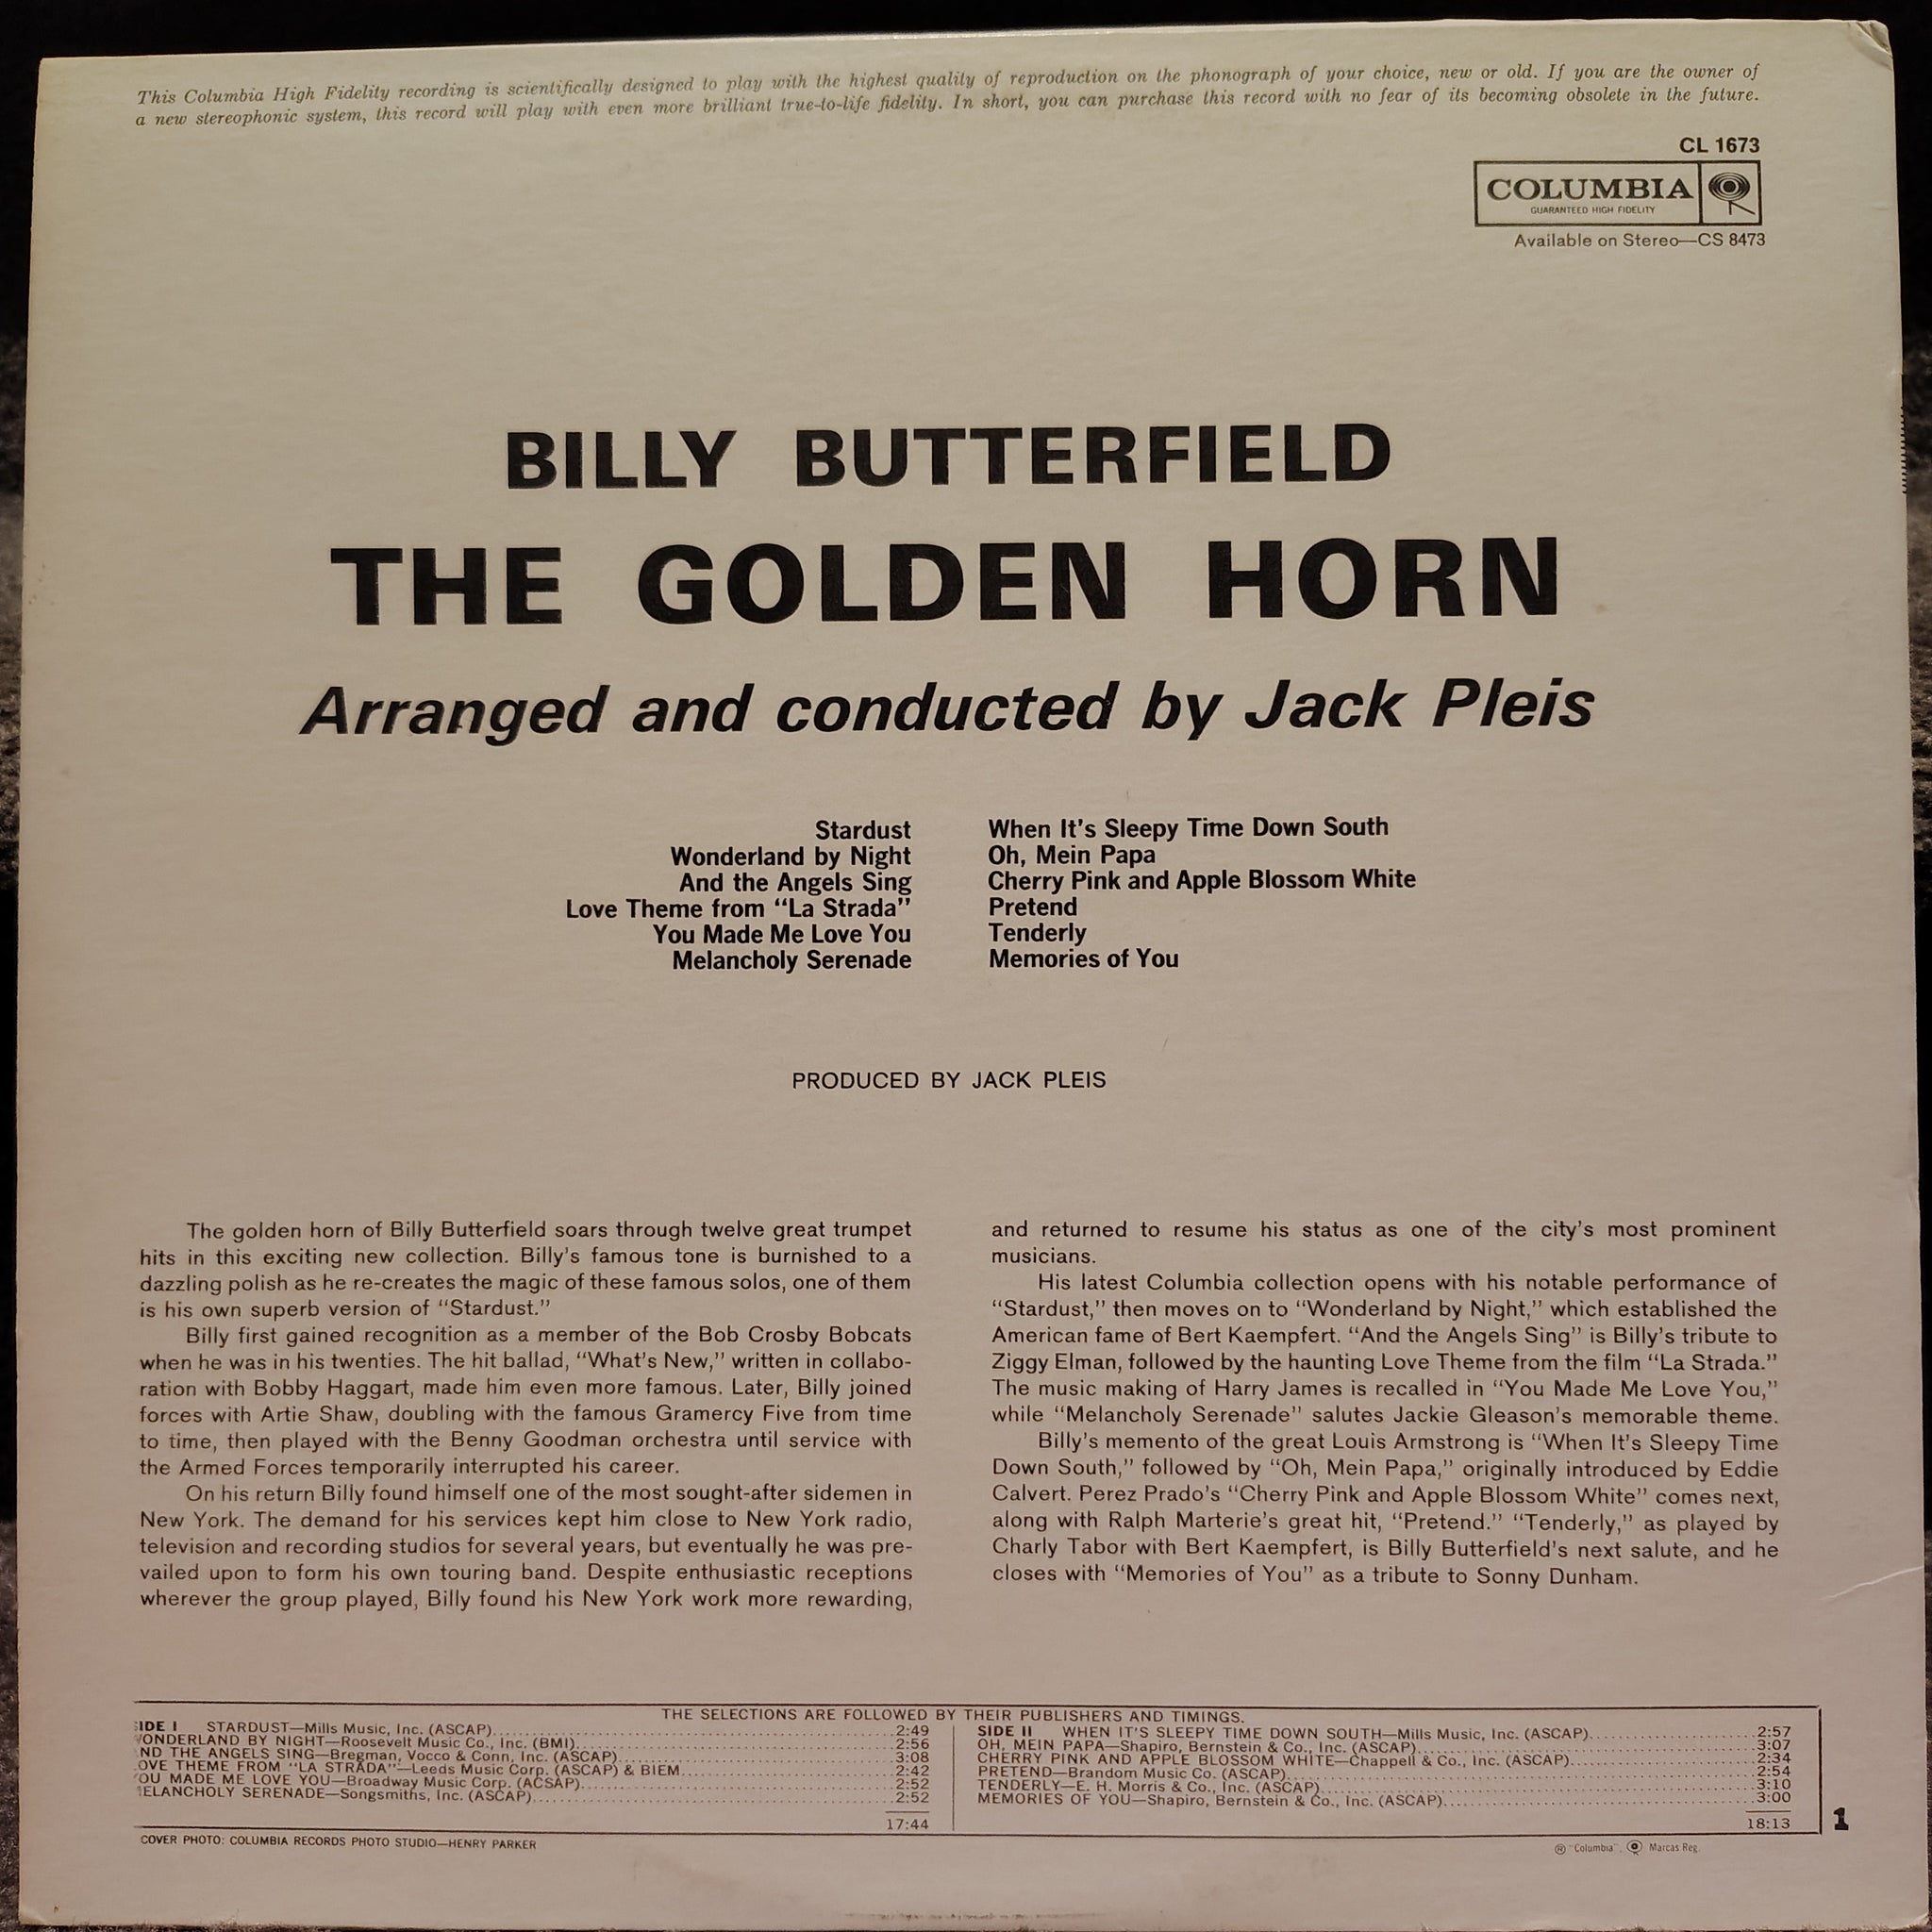 This Columbia High Fidelity recording is scientifically designed to play with the highest quality of reproduction on the phonograph of your choice, new or old. If you are the owner of
a new stereophonic system, this record will play with even more brilliant true-to-life fidelity. In short, you can purchase this record with no fear of its becoming obsolete in the future.
CL 1673
COLUMBIA
GUARANTEED HIGH FIDELITY
Available on Stereo—CS 8473
BILLY BUTTERFIELD
THE GOLDEN HORN
Arranged and conducted by Jack Pleis
Stardust
Wonderland by Night
And the Angels Sing
Love Theme from "La Strada"
You Made Me Love You
Melancholy Serenade
When It's Sleepy Time Down South
Oh, Mein Papa
Cherry Pink and Apple Blossom White
Pretend
Tenderly
Memories of You
PRODUCED BY JACK PLEIS
The golden horn of Billy Butterfield soars through twelve great trumpet
hits in this exciting new collection. Billy's famous tone is burnished to a
dazzling polish as he re-creates the magic of these famous solos, one of them
is his own superb version of "Stardust."
Billy first gained recognition as a member of the Bob Crosby Bobcats
when he was in his twenties. The hit ballad, "What's New," written in collabo-
ration with Bobby Haggart, made him even more famous. Later, Billy joined
forces with Artie Shaw, doubling with the famous Gramercy Five from time
to time, then played with the Benny Goodman orchestra until service with
the Armed Forces temporarily interrupted his career.
On his return Billy found himself one of the most sought-after sidemen in
New York. The demand for his services kept him close to New York radio,
television and recording studios for several years, but eventually he was pre-
vailed upon to form his own touring band. Despite enthusiastic receptions
wherever the group played, Billy found his New York work more rewarding,
and returned to resume his status as one of the city's most prominent
musicians.
His latest Columbia collection opens with his notable performance of
"Stardust," then moves on to "Wonderland by Night," which established the
American fame of Bert Kaempfert. "And the Angels Sing" is Billy's tribute to
Ziggy Elman, followed by the haunting Love Theme from the film "La Strada."
The music making of Harry James is recalled in "You Made Me Love You,"
while "Melancholy Serenade" salutes Jackie Gleason's memorable theme.
Billy's memento of the great Louis Armstrong is "When It's Sleepy Time
Down South," followed by "Oh, Mein Papa," originally introduced by Eddie
Calvert. Perez Prado's "Cherry Pink and Apple Blossom White" comes next,
along with Ralph Marterie's great hit, "Pretend." "Tenderly," as played by
Charly Tabor with Bert Kaempfert, is Billy Butterfield's next salute, and he
closes with "Memories of You" as a tribute to Sonny Dunham.
THE SELECTIONS ARE FOLLOWED BY THEIR PUBLISHERS AND TIMINGS.
IDE I STARDUST—Mills Music, Inc. (ASCAP) 2:49
ONDERLAND BY NIGHT—Roosevelt Music Co., Inc. (BMI) 2:56
ND THE ANGELS SING—Bregman, Vocco & Conn, Inc. (ASCAP) 3:08
OVE THEME FROM "LA STRADA"—Leeds Music Corp. (ASCAP) & BIEM 2:42
OU MADE ME LOVE YOU—Broadway Music Corp. (ACSAP) 2:52
ELANCHOLY SERENADE—Songsmiths, Inc. (ASCAP) 2:52
17:44
SIDE II WHEN IT'S SLEEPY TIME DOWN SOUTH—Mills Music, Inc. (ASCAP) 2:57
OH, MEIN PAPA—Shapiro, Bernstein & Co., Inc. (ASCAP) 3:07
CHERRY PINK AND APPLE BLOSSOM WHITE—Chappell & Co., Inc. (ASCAP) 2:34
PRETEND—Brandom Music Co. (ASCAP) 2:54
TENDERLY—E. H. Morris & Co., Inc. (ASCAP) 3:10
MEMORIES OF YOU—Shapiro, Bernstein & Co., Inc. (ASCAP) 3:00
18:13
1
COVER PHOTO: COLUMBIA RECORDS PHOTO STUDIO—HENRY PARKER
® "Columbia", Marcas Reg.